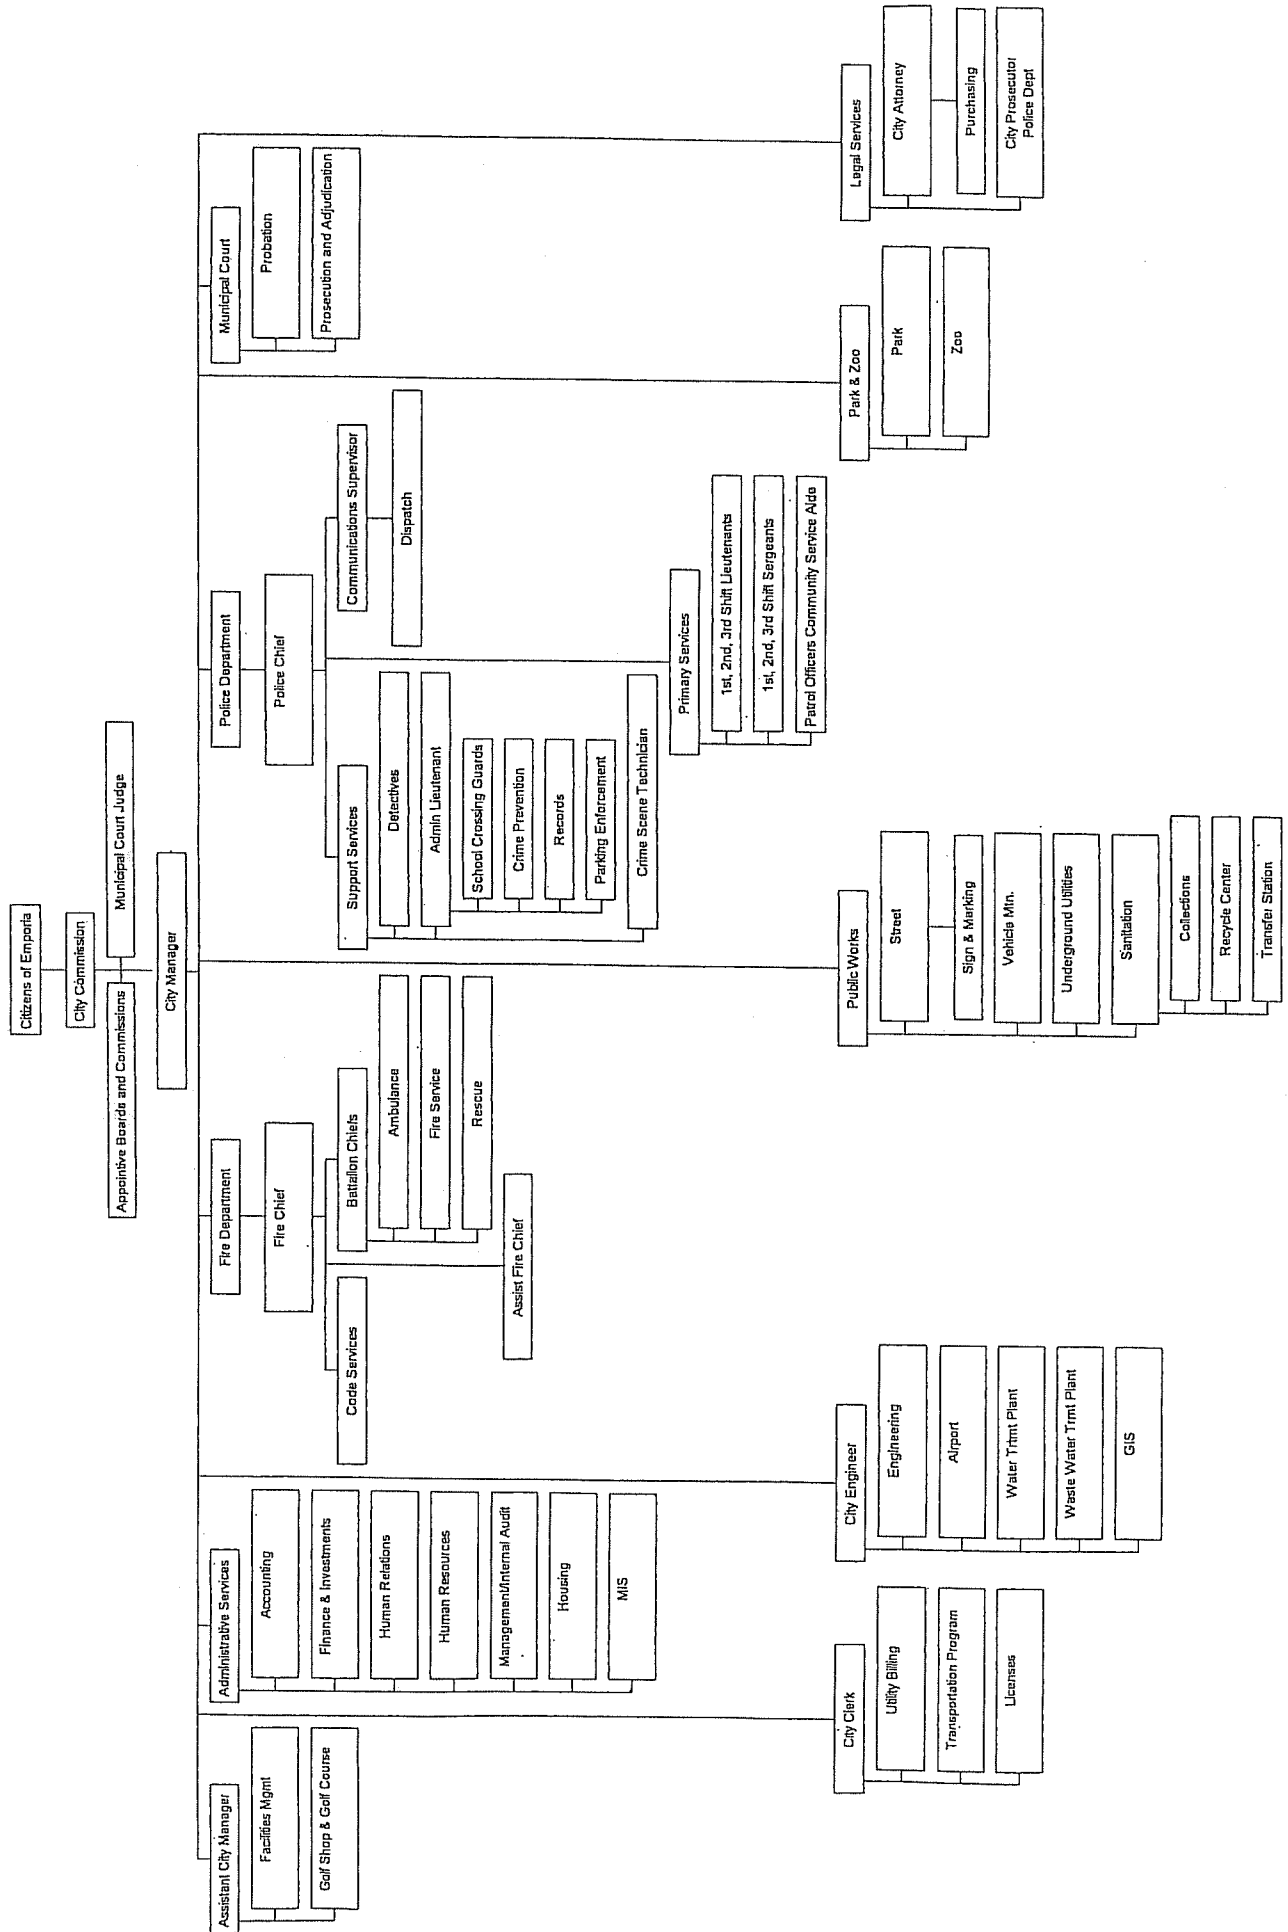 Citizens of Emporia
City Commission
Appointive Boards and Commissions
Municipal Court Judge
City Manager
Assistant City Manager
Facilities Mgmt
Golf Shop & Golf Course
Administrative Services
Accounting
Finance & Investments
Human Relations
Human Resources
Management/Internal Audit
Housing
MIS
Fire Department
Fire Chief
Code Services
Battalion Chiefs
Ambulance
Fire Service
Rescue
Assist Fire Chief
Police Department
Police Chief
Support Services
Detectives
Admin Lieutenant
School Crossing Guards
Crime Prevention
Records
Parking Enforcement
Crime Scene Technician
Communications Supervisor
Dispatch
Primary Services
1st, 2nd, 3rd Shift Lieutenants
1st, 2nd, 3rd Shift Sergeants
Patrol Officers Community Service Aide
Municipal Court
Probation
Prosecution and Adjudication
City Clerk
Utility Billing
Transportation Program
Licenses
City Engineer
Engineering
Airport
Water Trtmt Plant
Waste Water Trmt Plant
GIS
Public Works
Street
Sign & Marking
Vehicle Mtn.
Underground Utilities
Sanitation
Collections
Recycle Center
Transfer Station
Park & Zoo
Park
Zoo
Legal Services
City Attorney
Purchasing
City Prosecutor
Police Dept